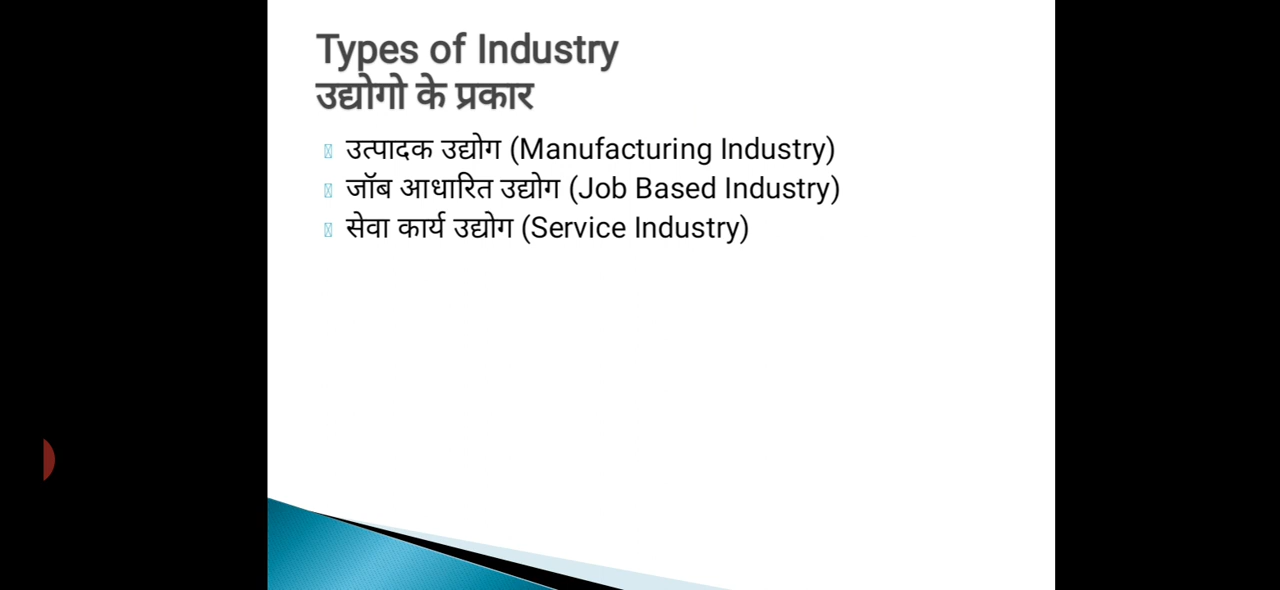 Types of Industry
उद्योगो के प्रकार
उत्पादक उद्योग (Manufacturing Industry)
जॉब आधारित उद्योग (Job Based Industry)
सेवा कार्य उद्योग (Service Industry)